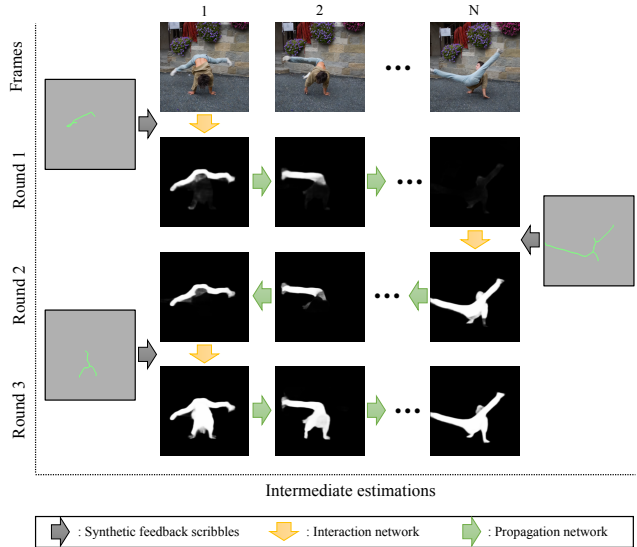 1 2 N
Frames
Round 1
Round 2
Round 3
Intermediate estimations
: Synthetic feedback scribbles : Interaction network : Propagation network